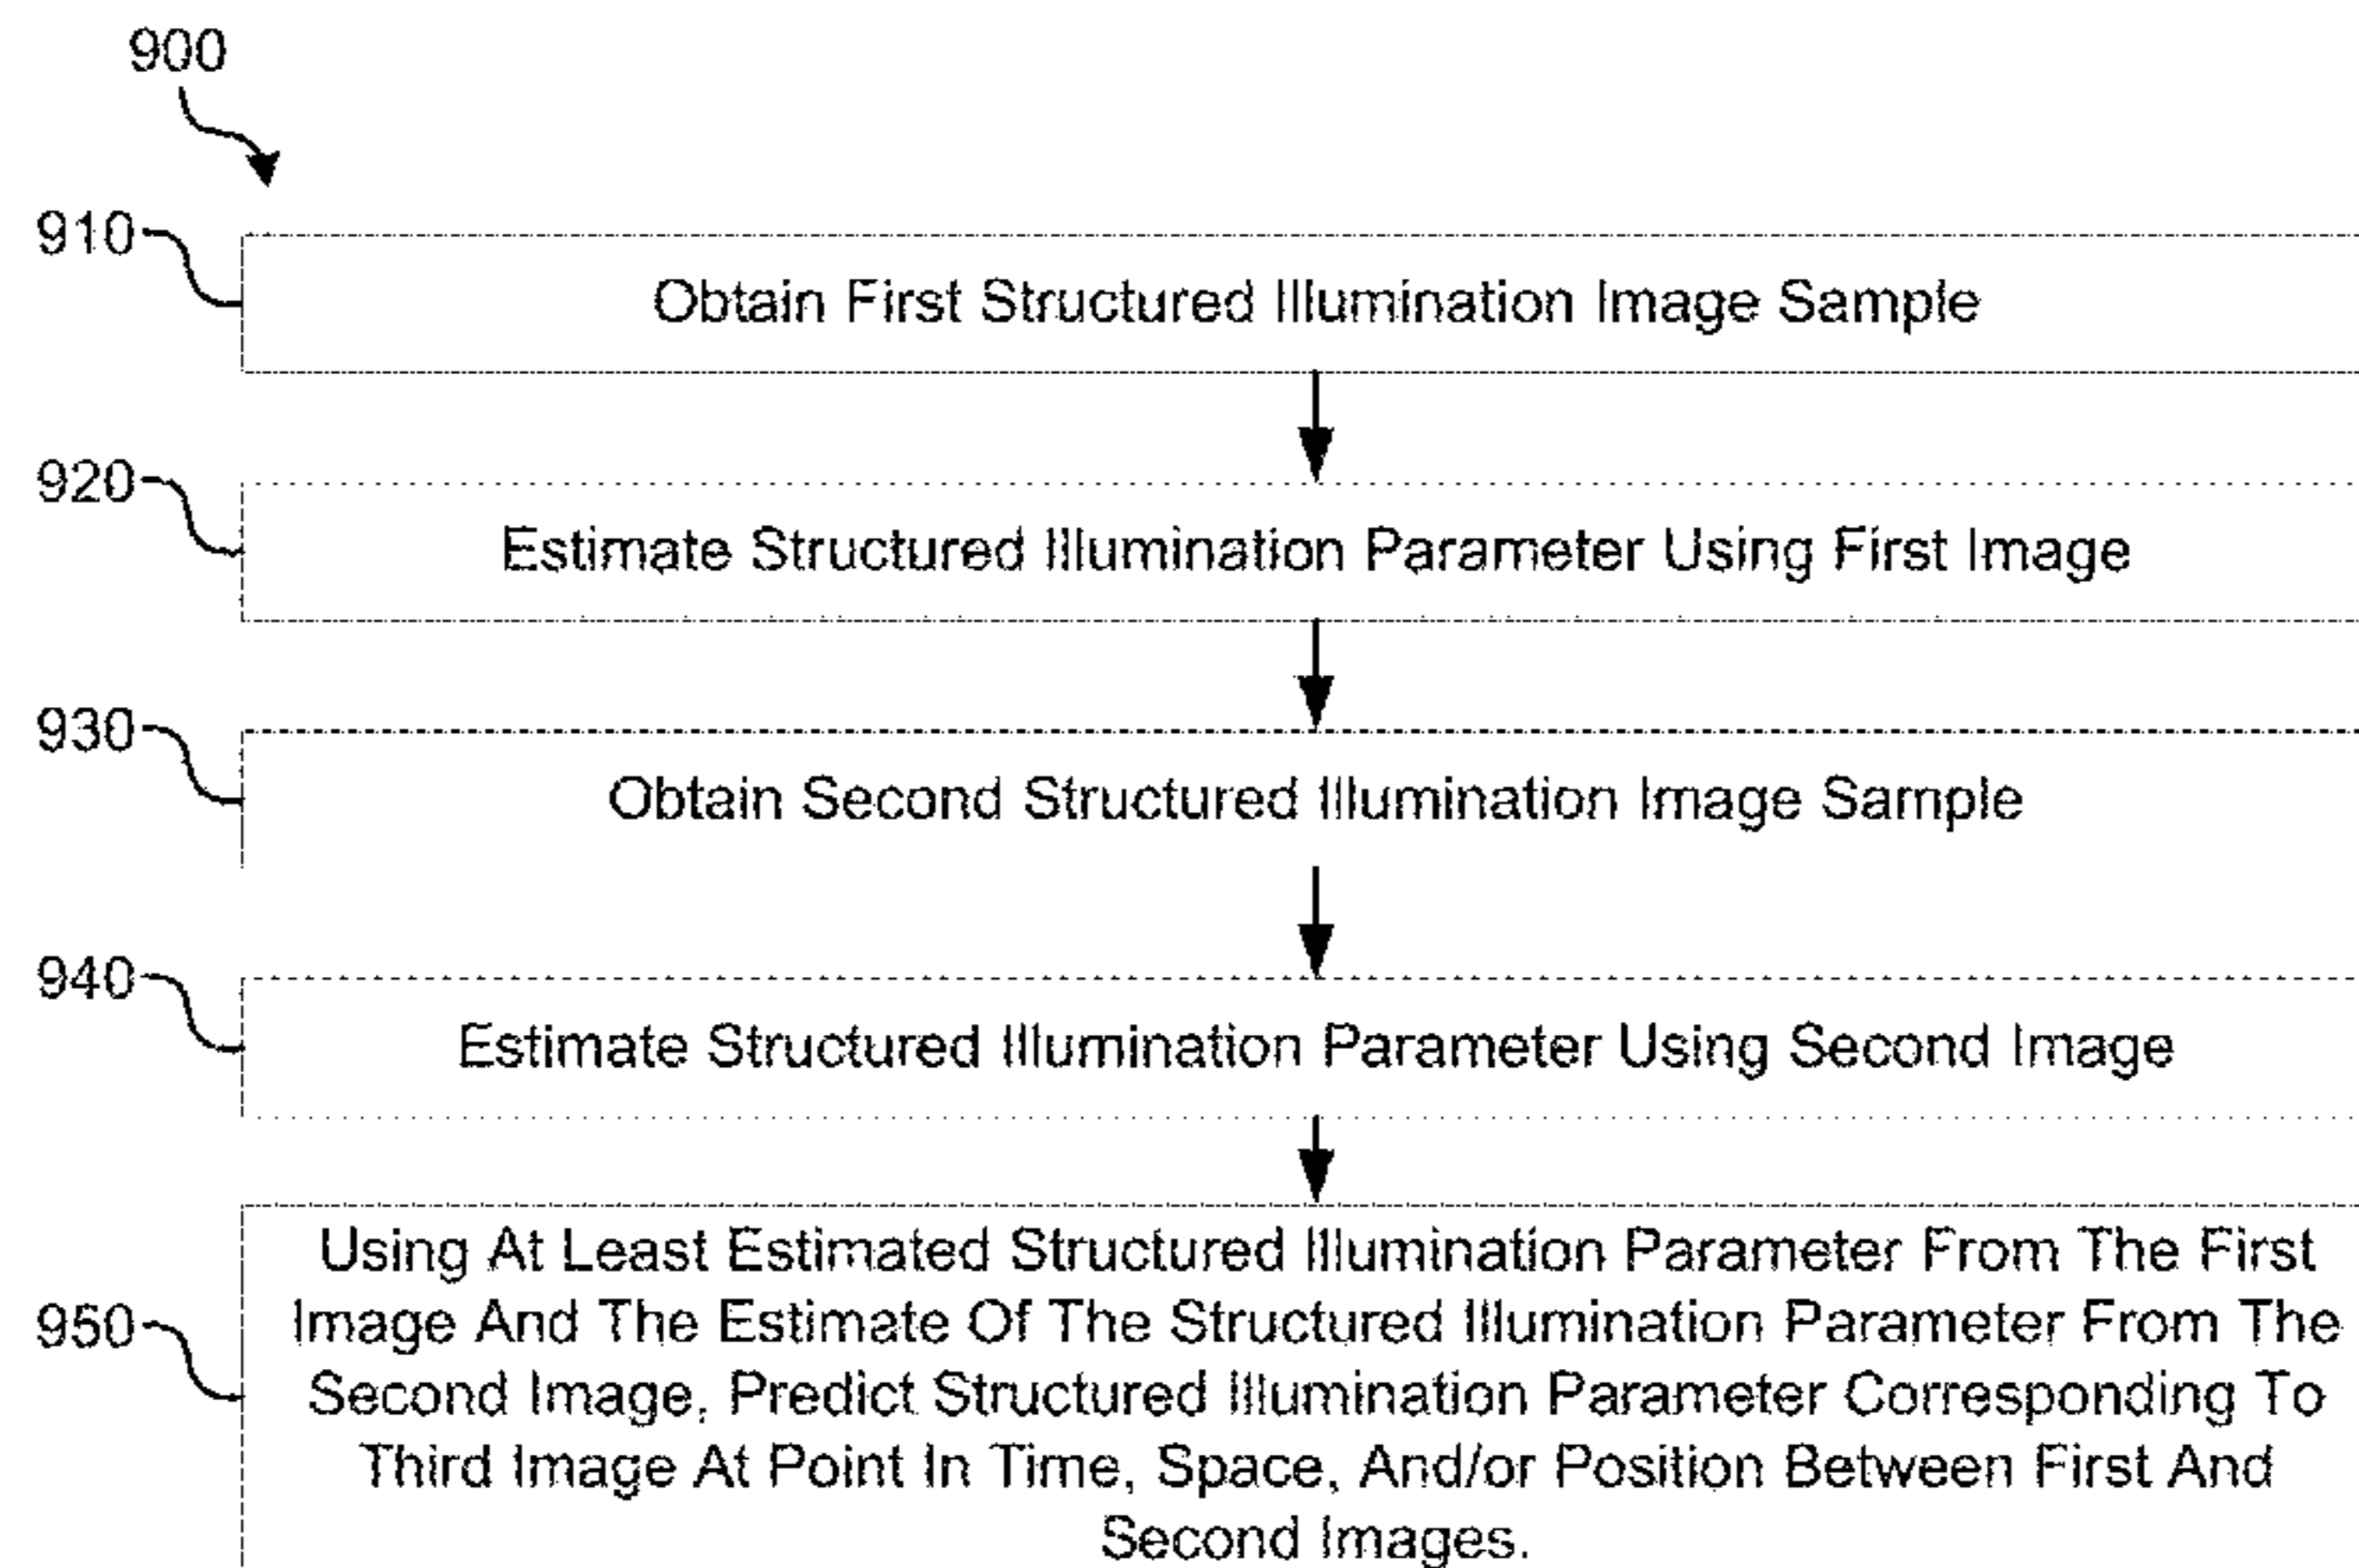 900
910
Obtain First Structured Illumination Image Sample
920
Estimate Structured Illumination Parameter Using First Image
930
Obtain Second Structured Illumination Image Sample
940
Estimate Structured Illumination Parameter Using Second Image
950
Using At Least Estimated Structured Illumination Parameter From The First
Image And The Estimate Of The Structured Illumination Parameter From The
Second Image, Predict Structured Illumination Parameter Corresponding To
Third Image At Point In Time, Space, And/or Position Between First And
Second Images.